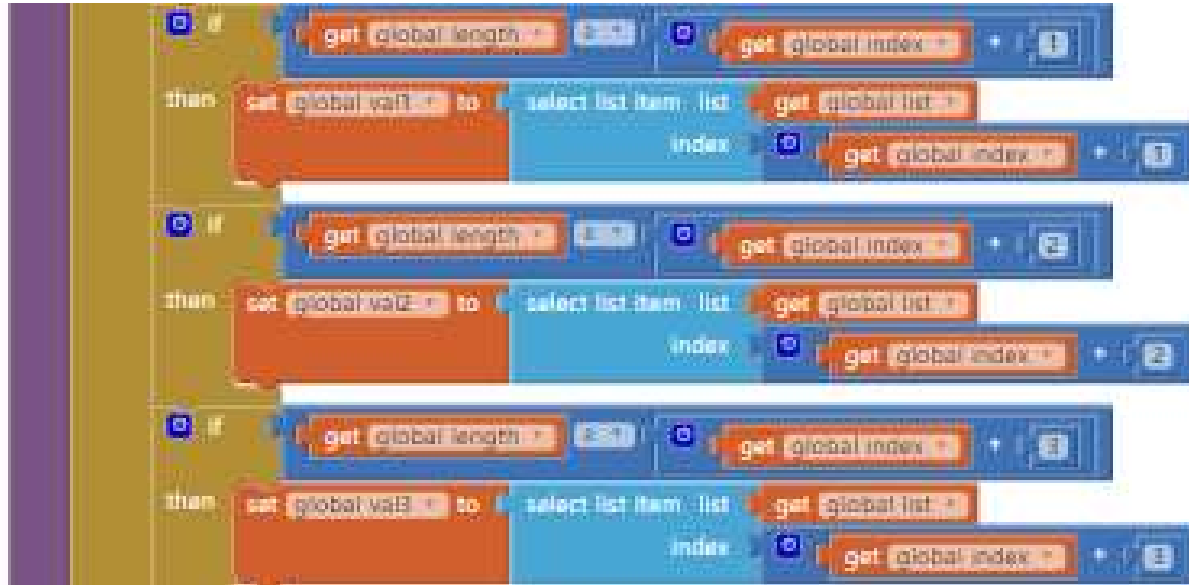 if get global length ≥ get global index + 1
then set global val1 to select list item list get global list
index get global index + 1
if get global length ≥ get global index + 2
then set global val2 to select list item list get global list
index get global index + 2
if get global length ≥ get global index + 3
then set global val3 to select list item list get global list
index get global index + 3